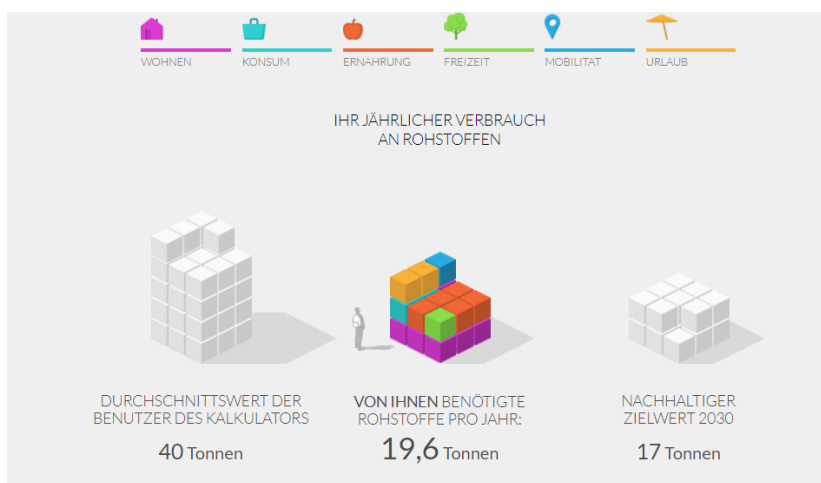 WOHNEN KONSUM ERNAHRUNG FREIZEIT MOBILITAT URLAUB
IHR JÄHRLICHER VERBRAUCH
AN ROHSTOFFEN
DURCHSCHNITTSWERT DER
BENUTZER DES KALKULATORS
40 Tonnen
VON IHNEN BENÖTIGTE
ROHSTOFFE PRO JAHR:
19,6 Tonnen
NACHHALTIGER
ZIELWERT 2030
17 Tonnen